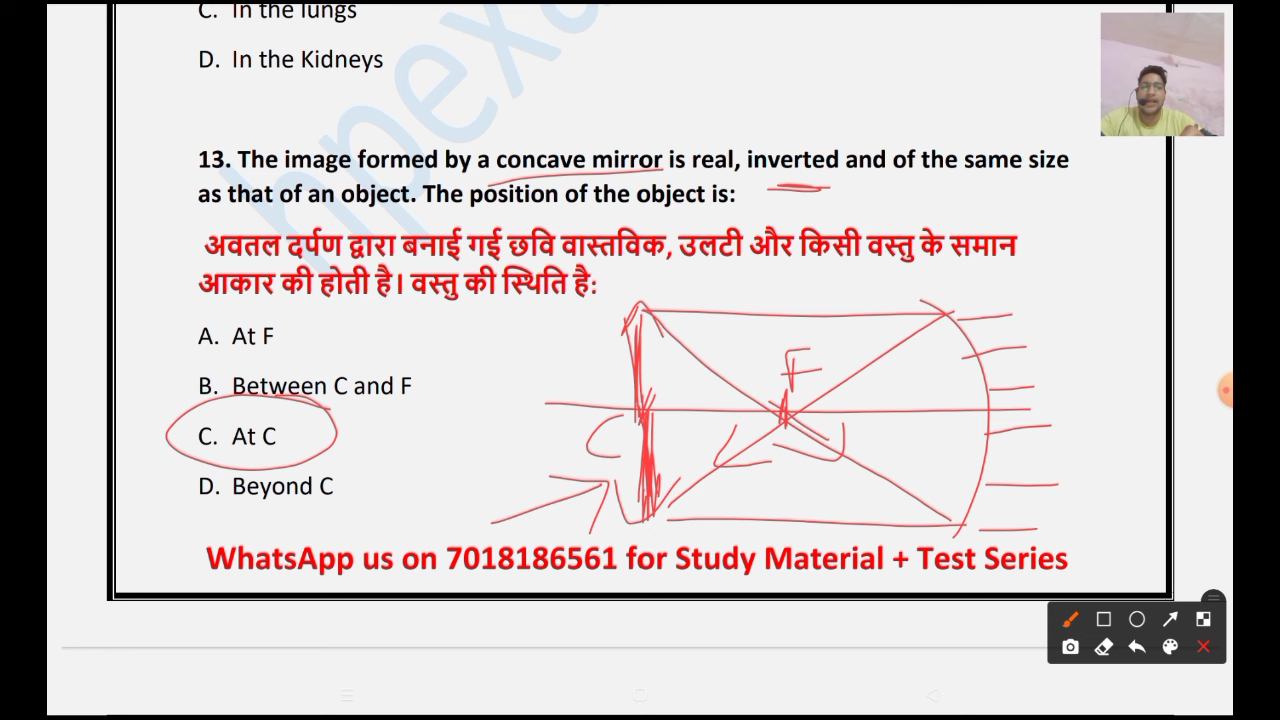 C. In the lungs
D. In the Kidneys
hpexa
13. The image formed by a concave mirror is real, inverted and of the same size
as that of an object. The position of the object is:
अवतल दर्पण द्वारा बनाई गई छवि वास्तविक, उलटी और किसी वस्तु के समान
आकार की होती है। वस्तु की स्थिति है:
A. At F
B. Between C and F
C. At C
D. Beyond C
F
C
WhatsApp us on 7018186561 for Study Material + Test Series